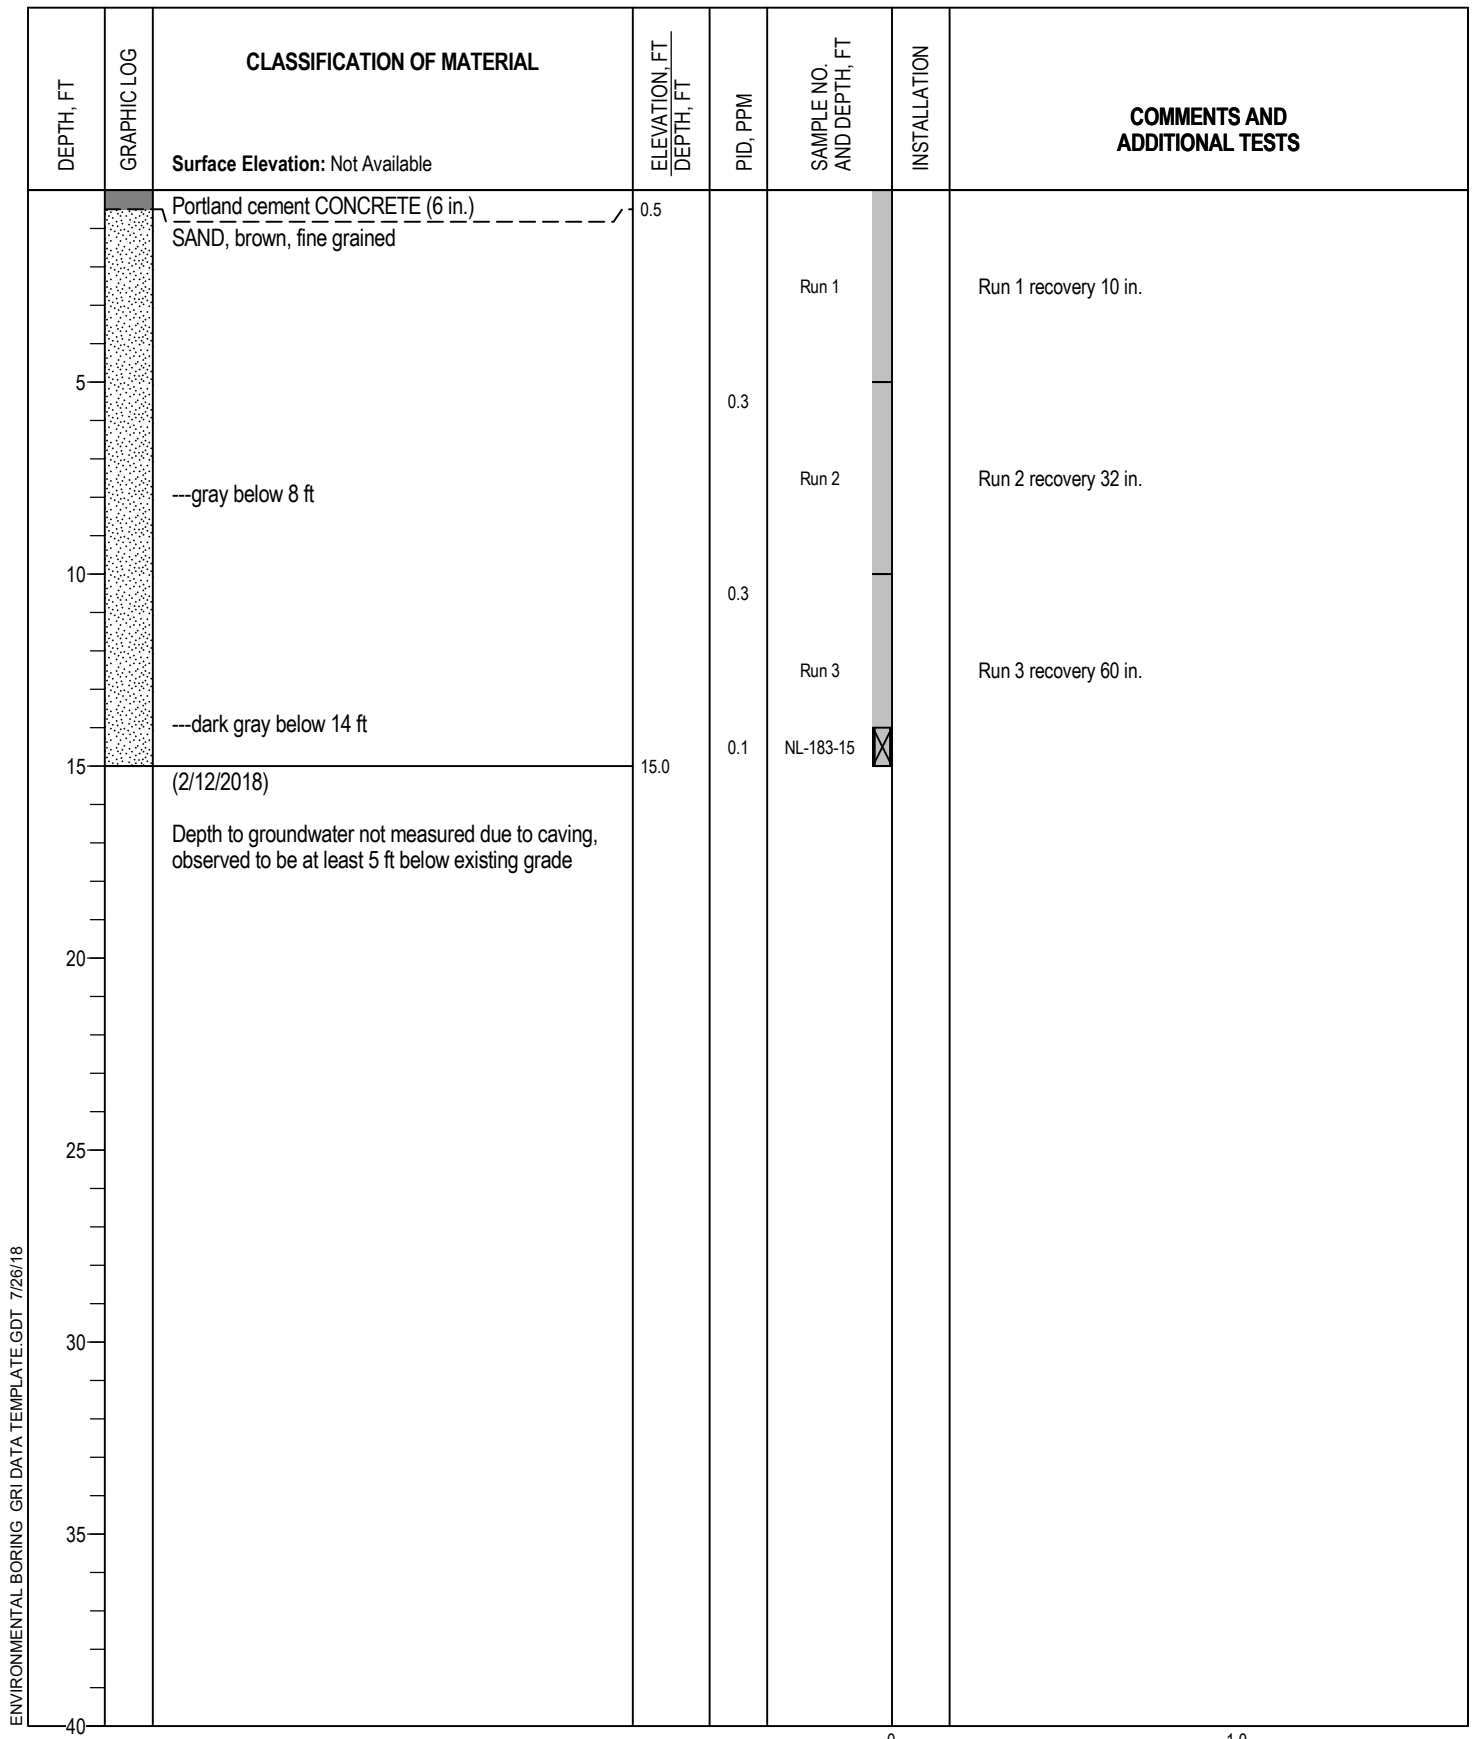 DEPTH, FT
GRAPHIC LOG
CLASSIFICATION OF MATERIAL
Surface Elevation: Not Available
ELEVATION, FT
DEPTH, FT
PID, PPM
SAMPLE NO.
AND DEPTH, FT
INSTALLATION
COMMENTS AND
ADDITIONAL TESTS
Portland cement CONCRETE (6 in.)
0.5
SAND, brown, fine grained
Run 1
Run 1 recovery 10 in.
5
0.3
Run 2
Run 2 recovery 32 in.
---gray below 8 ft
10
0.3
Run 3
Run 3 recovery 60 in.
---dark gray below 14 ft
0.1
NL-183-15
15
15.0
(2/12/2018)
Depth to groundwater not measured due to caving,
observed to be at least 5 ft below existing grade
20
25
30
35
40
ENVIRONMENTAL BORING GRI DATA TEMPLATE.GDT 7/26/18
0
1.0